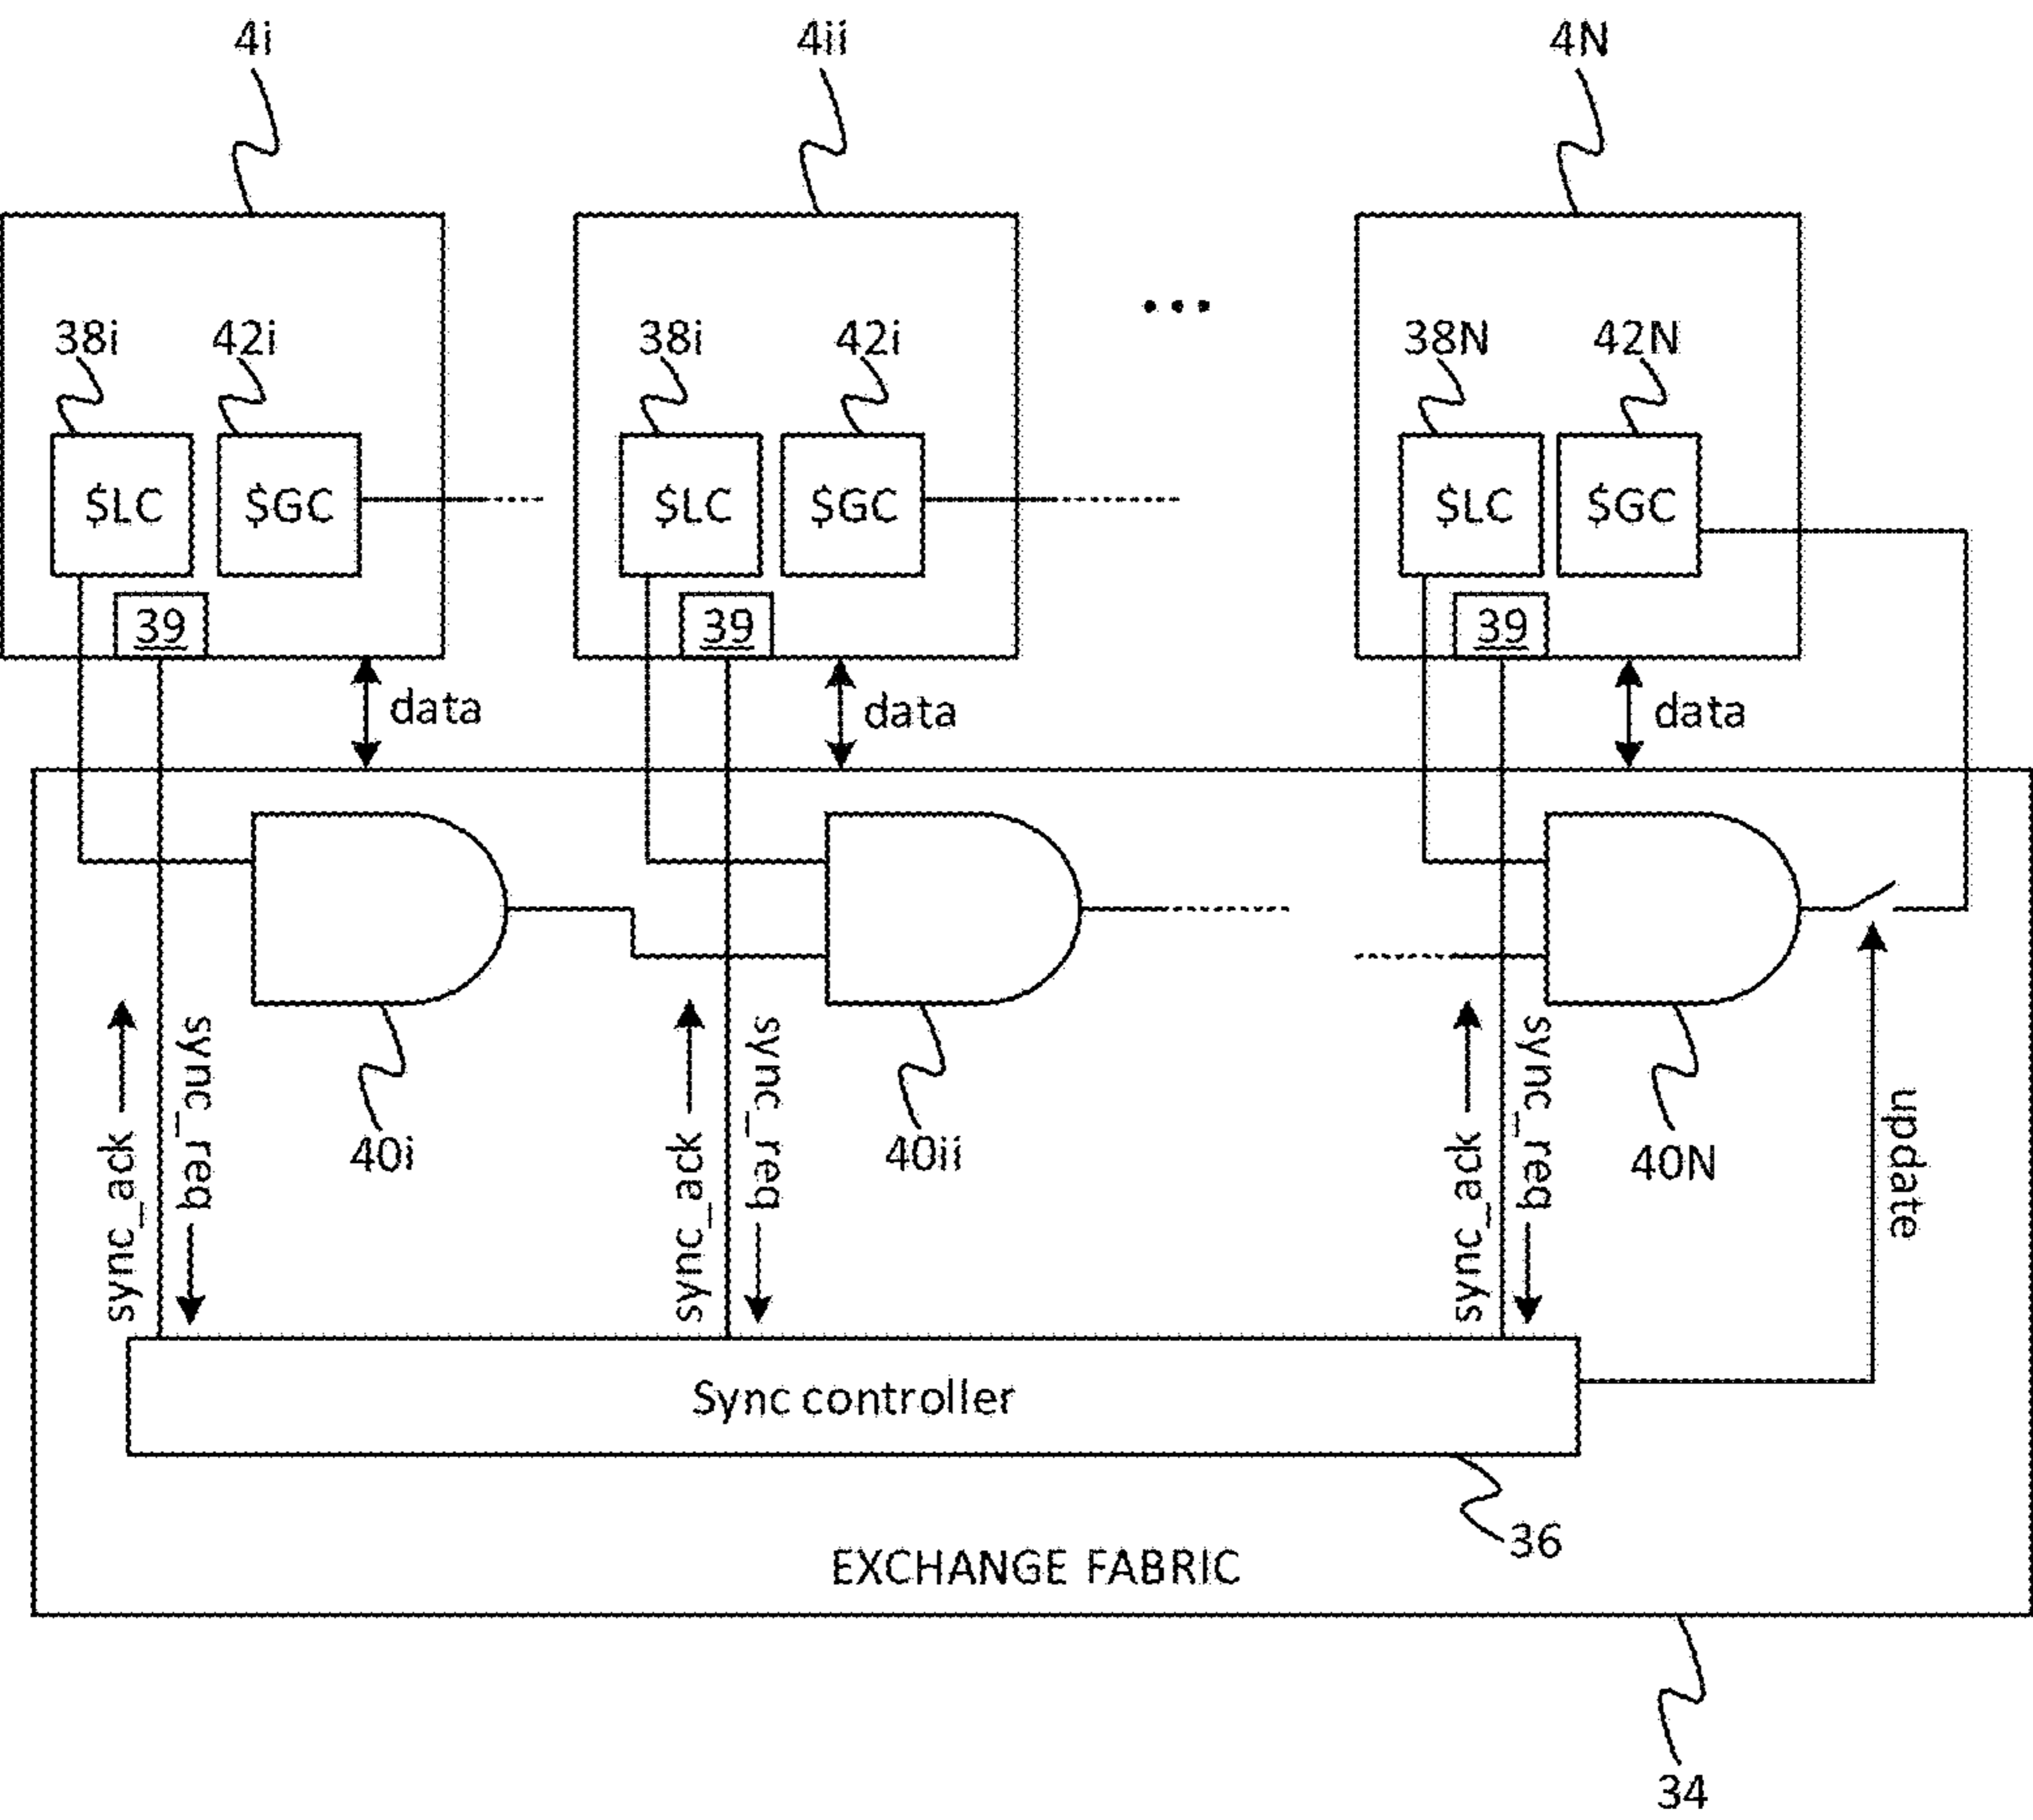 4i 4ii 4N
...
38i 42i 38i 42i 38N 42N
$LC $GC $LC $GC $LC $GC
39 39 39
data data data
sync_ack sync_req sync_ack sync_req sync_ack sync_req update
40i 40ii 40N
Sync controller
36
EXCHANGE FABRIC
34